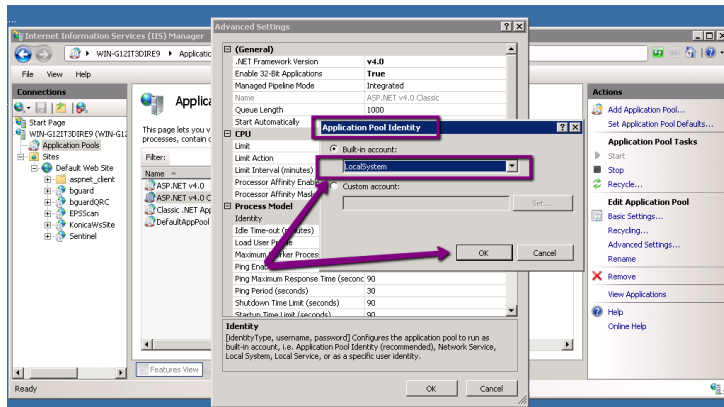 ...
Internet Information Services (IIS) Manager
WIN-G12IT3DIRE9
Applicatic
File View Help
Connections
Start Page
WIN-G12IT3DIRE9 (WIN-G12
Application Pools
Sites
Default Web Site
aspnet_client
bguard
bguardQRC
EPSScan
KonicaWsSite
Sentinel
Applica
This page lets you v
processes, contain c
Filter:
Name
ASP.NET v4.0
ASP.NET v4.0 C
Classic .NET App
DefaultAppPool
Features View
Ready
Advanced Settings
(General)
.NET Framework Version v4.0
Enable 32-Bit Applications True
Managed Pipeline Mode Integrated
Name ASP.NET v4.0 Classic
Queue Length 1000
Start Automatically
CPU
Limit
Limit Action
Limit Interval (minutes)
Processor Affinity Enabl
Processor Affinity Mask
Process Model
Identity
Idle Time-out (minutes)
Load User Profile
Maximum Worker Proces
Ping Enab
Ping Maximum Response Time (seconc 90
Ping Period (seconds) 30
Shutdown Time Limit (seconds) 90
Startup Time Limit (seconds) 90
Identity
[identityType, username, password] Configures the application pool to run as
built-in account, i.e. Application Pool Identity (recommended), Network Service,
Local System, Local Service, or as a specific user identity.
OK Cancel
Application Pool Identity
Built-in account:
LocalSystem
Custom account:
Set...
OK Cancel
Actions
Add Application Pool...
Set Application Pool Defaults...
Application Pool Tasks
Start
Stop
Recycle...
Edit Application Pool
Basic Settings...
Recycling...
Advanced Settings...
Rename
Remove
View Applications
Help
Online Help